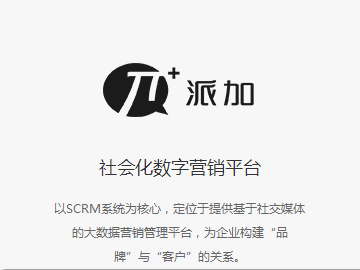 π+ 派加
社会化数字营销平台
以SCRM系统为核心，定位于提供基于社交媒体
的大数据营销管理平台，为企业构建“品
牌”与“客户”的关系。